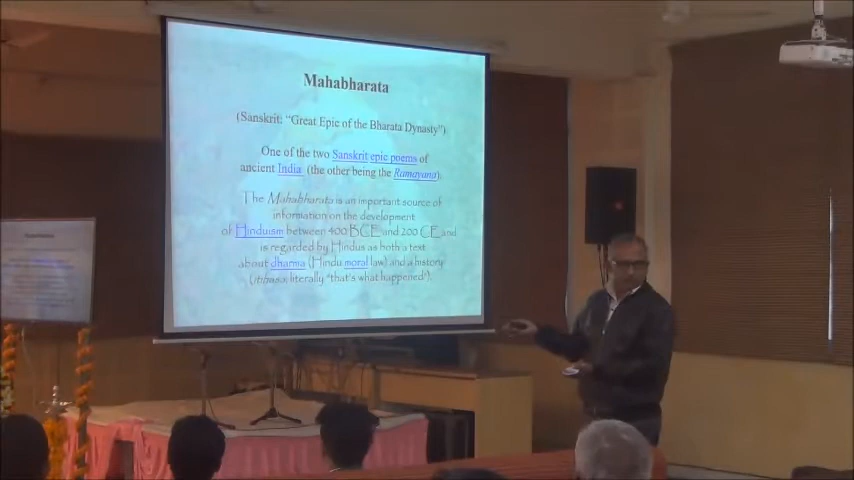 Mahabharata
(Sanskrit: "Great Epic of the Bharata Dynasty")
One of the two Sanskrit epic poems of
ancient India (the other being the Ramayana)
The Mahabharata is an important source of
information on the development
of Hinduism between 400 BCE and 200 CE and
is regarded by Hindus as both a text
about dharma (Hindu moral law) and a history
(itihasa, literally "that's what happened").